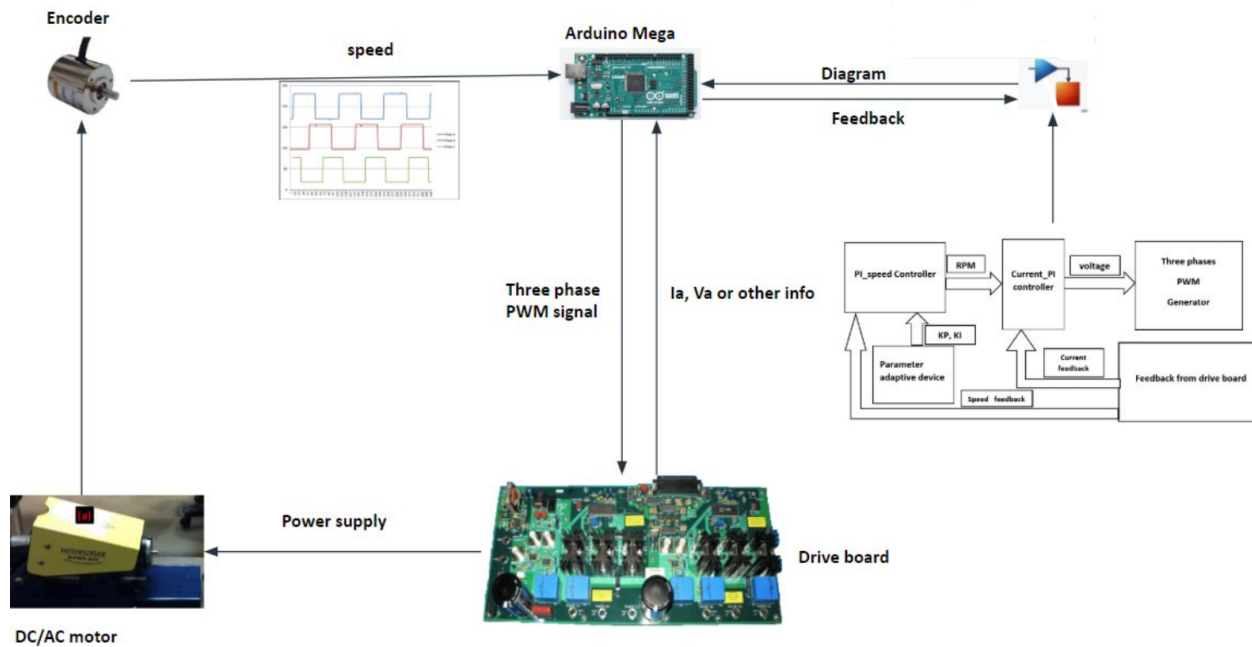 Encoder
speed
Arduino Mega
Diagram
Feedback
Three phase
PWM signal
Ia, Va or other info
PI_speed Controller
RPM
Current_PI
controller
voltage
Three phases
PWM
Generator
KP, KI
Parameter
adaptive device
Current
feedback
Speed feedback
Feedback from drive board
(a)
MOTORSOLVER
Power supply
Drive board
DC/AC motor